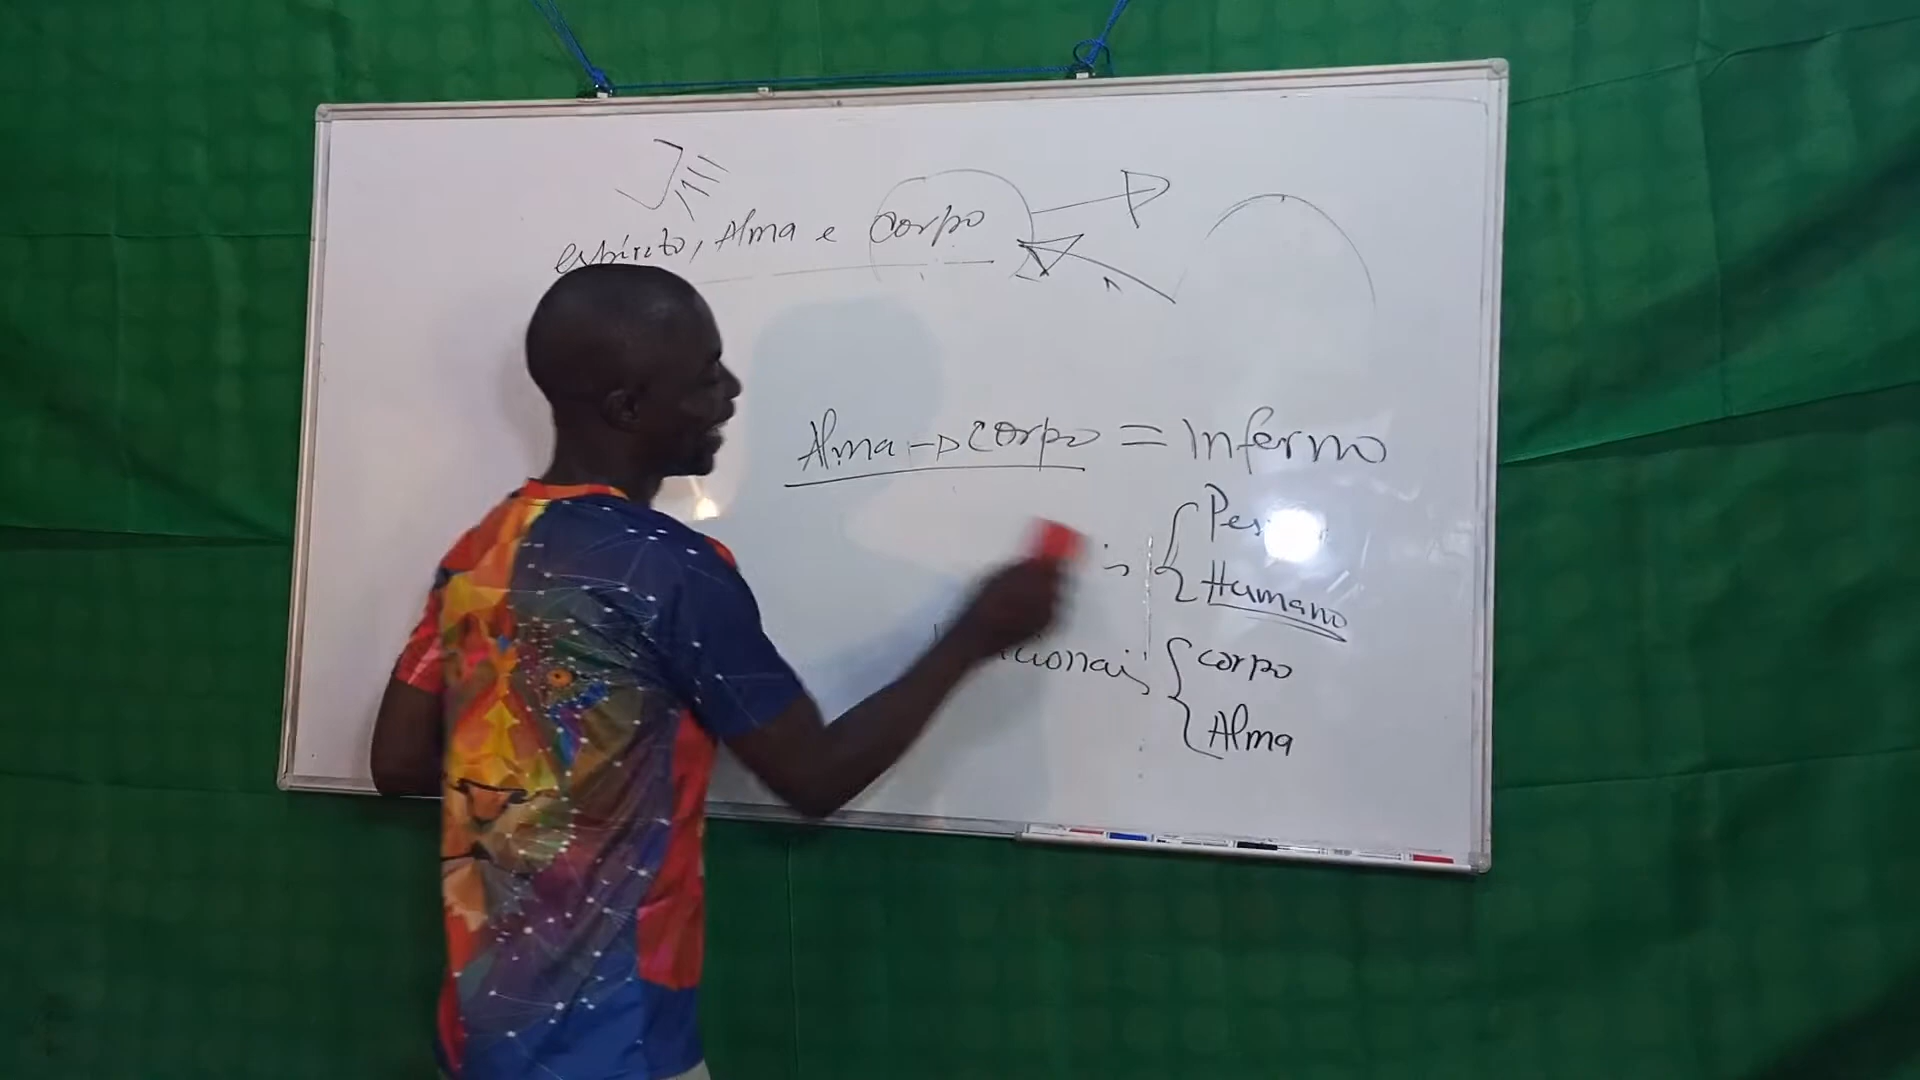 espírito, Alma e corpo
Alma → corpo = Inferno
Humano
corpo
Alma